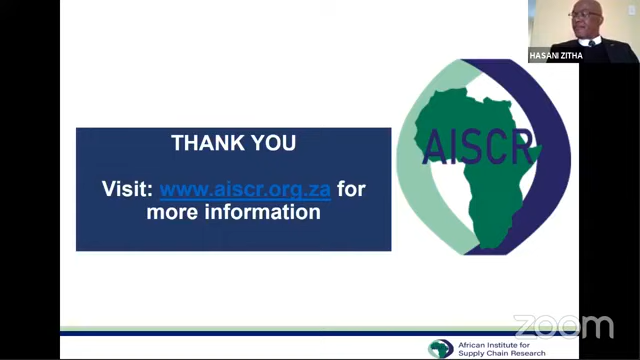 HASANI ZITHA
THANK YOU
Visit: www.aiscr.org.za for
more information
AISCR
zoom
African Institute for
Supply Chain Research